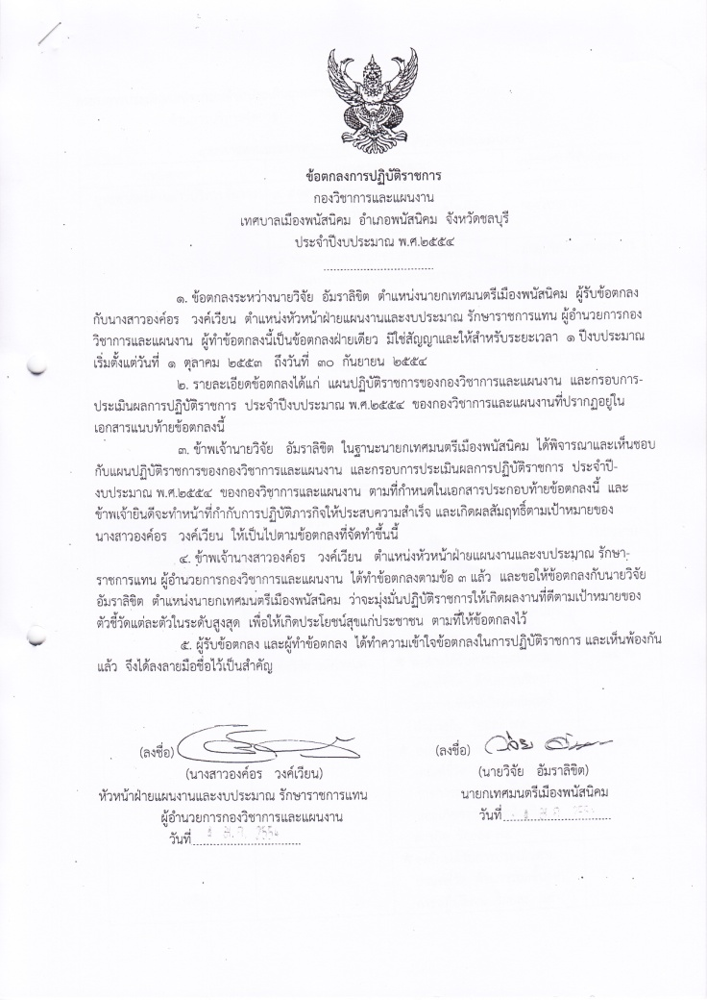 ข้อตกลงการปฏิบัติราชการ
กองวิชาการและแผนงาน
เทศบาลเมืองพนัสนิคม อำเภอพนัสนิคม จังหวัดชลบุรี
ประจำปีงบประมาณ พ.ศ.๒๕๕๔
................................
๑. ข้อตกลงระหว่างนายวิจัย อัมราลิขิต ตำแหน่งนายกเทศมนตรีเมืองพนัสนิคม ผู้รับข้อตกลง
กับนางสาวองค์อร วงค์เวียน ตำแหน่งหัวหน้าฝ่ายแผนงานและงบประมาณ รักษาราชการแทน ผู้อำนวยการกอง
วิชาการและแผนงาน ผู้ทำข้อตกลงนี้เป็นข้อตกลงฝ่ายเดียว มิใช่สัญญาและให้สำหรับระยะเวลา ๑ ปีงบประมาณ
เริ่มตั้งแต่วันที่ ๑ ตุลาคม ๒๕๕๓ ถึงวันที่ ๓๐ กันยายน ๒๕๕๔
๒. รายละเอียดข้อตกลงได้แก่ แผนปฏิบัติราชการของกองวิชาการและแผนงาน และกรอบการ-
ประเมินผลการปฏิบัติราชการ ประจำปีงบประมาณ พ.ศ.๒๕๕๔ ของกองวิชาการและแผนงานที่ปรากฏอยู่ใน
เอกสารแนบท้ายข้อตกลงนี้
๓. ข้าพเจ้านายวิจัย อัมราลิขิต ในฐานะนายกเทศมนตรีเมืองพนัสนิคม ได้พิจารณาและเห็นชอบ
กับแผนปฏิบัติราชการของกองวิชาการและแผนงาน และกรอบการประเมินผลการปฏิบัติราชการ ประจำปี-
งบประมาณ พ.ศ.๒๕๕๔ ของกองวิชาการและแผนงาน ตามที่กำหนดในเอกสารประกอบท้ายข้อตกลงนี้ และ
ข้าพเจ้ายินดีจะทำหน้าที่กำกับการปฏิบัติภารกิจให้ประสบความสำเร็จ และเกิดผลสัมฤทธิ์ตามเป้าหมายของ
นางสาวองค์อร วงค์เวียน ให้เป็นไปตามข้อตกลงที่จัดทำขึ้นนี้
๔. ข้าพเจ้านางสาวองค์อร วงค์เวียน ตำแหน่งหัวหน้าฝ่ายแผนงานและงบประมาณ รักษา-
ราชการแทน ผู้อำนวยการกองวิชาการและแผนงาน ได้ทำข้อตกลงตามข้อ ๓ แล้ว และขอให้ข้อตกลงกับนายวิจัย
อัมราลิขิต ตำแหน่งนายกเทศมนตรีเมืองพนัสนิคม ว่าจะมุ่งมั่นปฏิบัติราชการให้เกิดผลงานที่ดีตามเป้าหมายของ
ตัวชี้วัดแต่ละตัวในระดับสูงสุด เพื่อให้เกิดประโยชน์สุขแก่ประชาชน ตามที่ให้ข้อตกลงไว้
๕. ผู้รับข้อตกลง และผู้ทำข้อตกลง ได้ทำความเข้าใจข้อตกลงในการปฏิบัติราชการ และเห็นพ้องกัน
แล้ว จึงได้ลงลายมือชื่อไว้เป็นสำคัญ
(ลงชื่อ)
(นางสาวองค์อร วงค์เวียน)
หัวหน้าฝ่ายแผนงานและงบประมาณ รักษาราชการแทน
ผู้อำนวยการกองวิชาการและแผนงาน
วันที่
(ลงชื่อ)
(นายวิจัย อัมราลิขิต)
นายกเทศมนตรีเมืองพนัสนิคม
วันที่